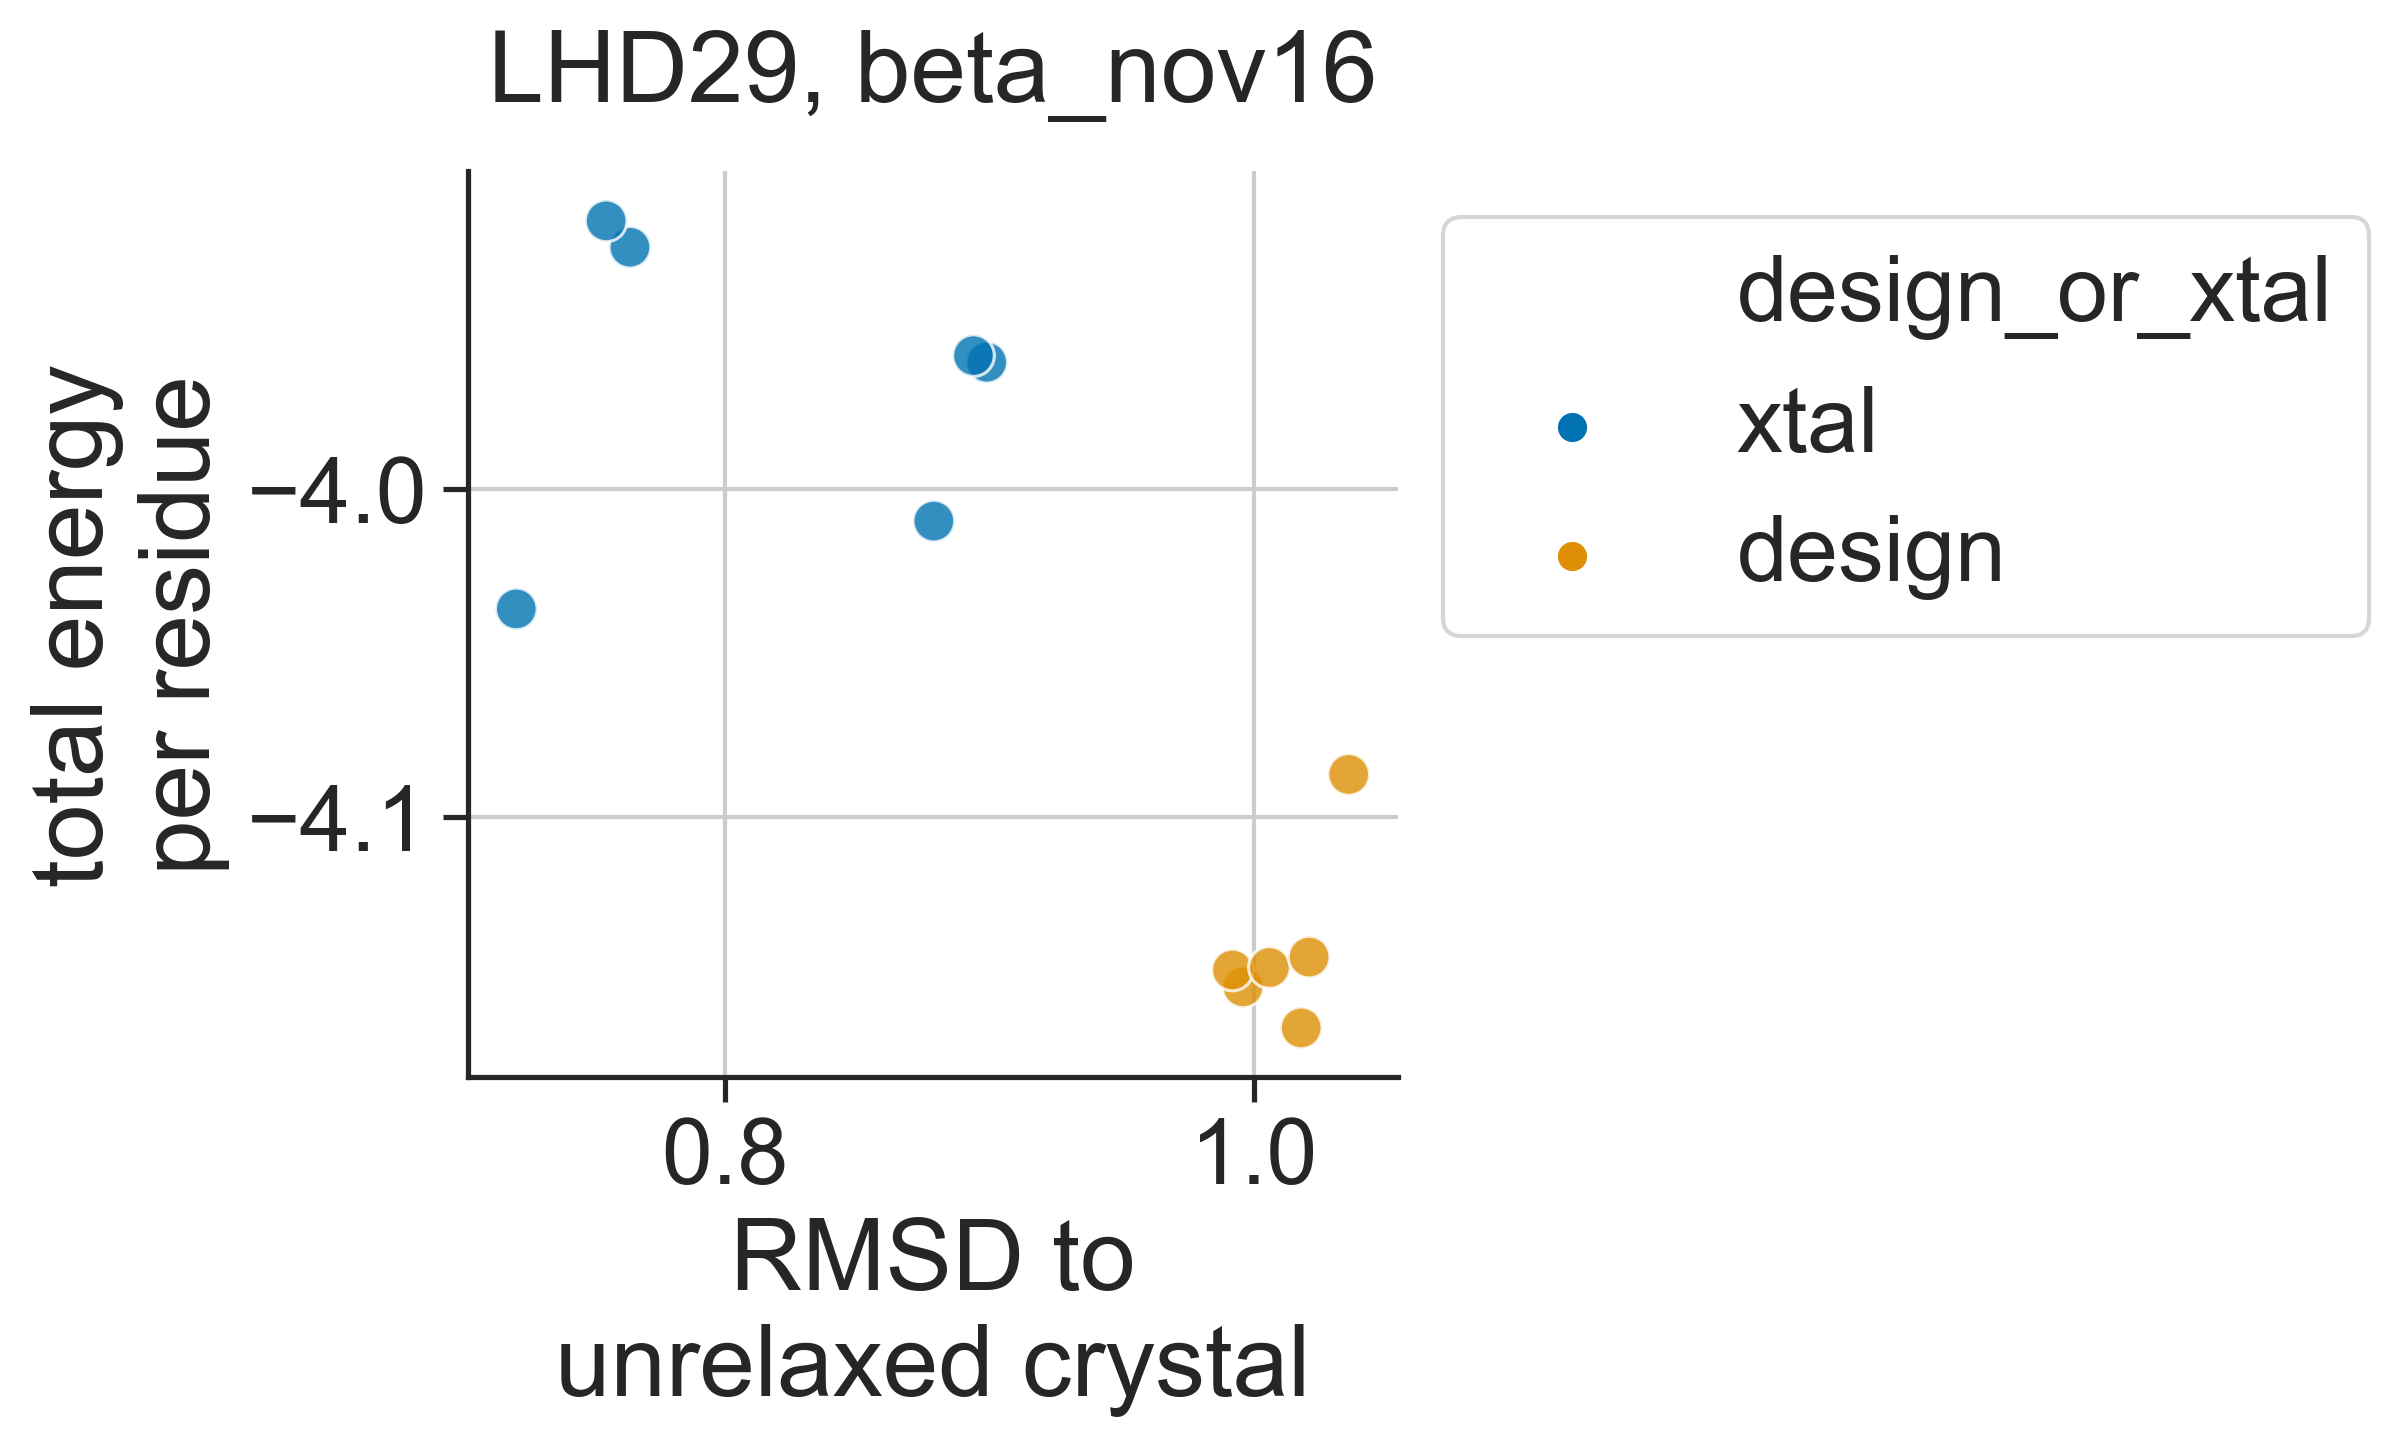 LHD29, beta_nov16
total energy
per residue
−4.0
−4.1
0.8
1.0
RMSD to
unrelaxed crystal
design_or_xtal
xtal
design